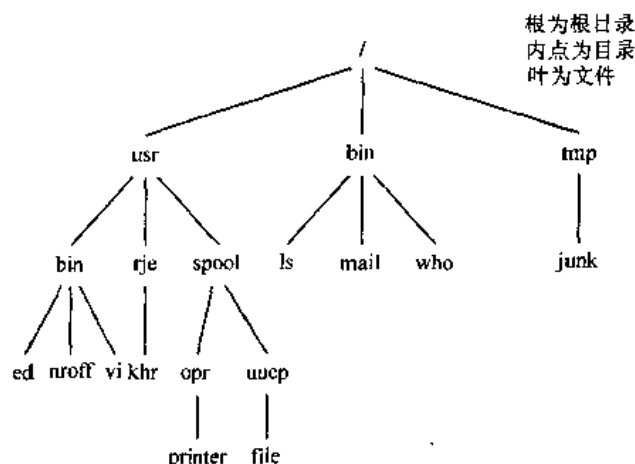 根为根目录
内点为目录
叶为文件
/
usr bin tmp
bin rje spool ls mail who junk
ed nroff vi khr opr uucp
printer file